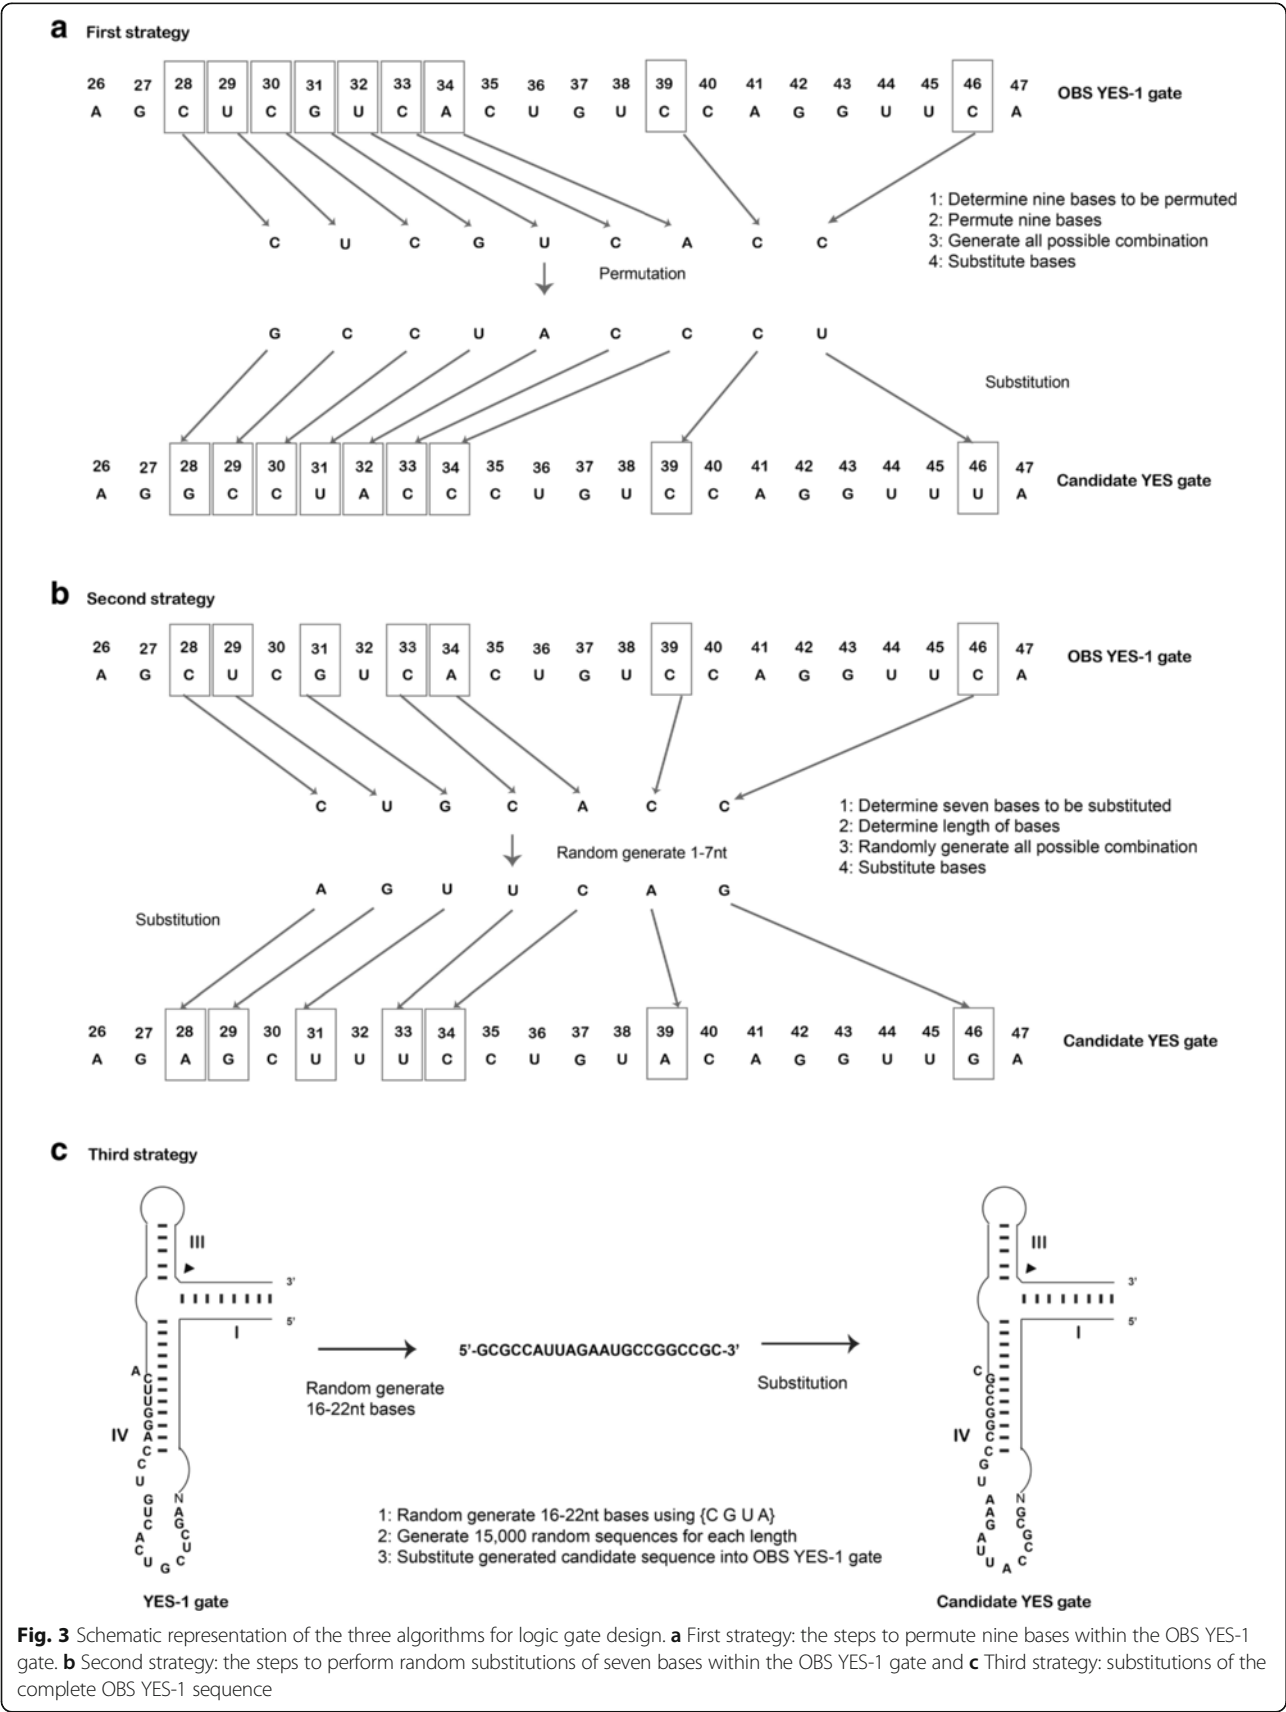 a First strategy
26 27 28 29 30 31 32 33 34 35 36 37 38 39 40 41 42 43 44 45 46 47
A G C U C G U C A C U G U C C A G G U U C A
OBS YES-1 gate
1: Determine nine bases to be permuted
2: Permute nine bases
3: Generate all possible combination
4: Substitute bases
C U C G U C A C C
Permutation
G C C U A C C C U
Substitution
26 27 28 29 30 31 32 33 34 35 36 37 38 39 40 41 42 43 44 45 46 47
A G G C C U A C C C U G U C C A G G U U U A
Candidate YES gate
b Second strategy
26 27 28 29 30 31 32 33 34 35 36 37 38 39 40 41 42 43 44 45 46 47
A G C U C G U C A C U G U C C A G G U U C A
OBS YES-1 gate
C U G C A C C
1: Determine seven bases to be substituted
2: Determine length of bases
3: Randomly generate all possible combination
4: Substitute bases
Random generate 1-7nt
A G U U C A G
Substitution
26 27 28 29 30 31 32 33 34 35 36 37 38 39 40 41 42 43 44 45 46 47
A G A G C U U U C C U G U A C A G G U U G A
Candidate YES gate
c Third strategy
III
3'
5'
I
A
C
U
U
G
G
A
C
C
U
G
U
C
A
C
U
G
C
U
C
G
A
N
IV
YES-1 gate
Random generate
16-22nt bases
5'-GCGCCAUUAGAAUGCCGGCCGC-3'
Substitution
1: Random generate 16-22nt bases using {C G U A}
2: Generate 15,000 random sequences for each length
3: Substitute generated candidate sequence into OBS YES-1 gate
III
3'
5'
I
C
G
C
C
G
G
C
C
G
U
A
A
G
A
U
U
A
C
C
G
C
G
N
IV
Candidate YES gate
Fig. 3 Schematic representation of the three algorithms for logic gate design. a First strategy: the steps to permute nine bases within the OBS YES-1
gate. b Second strategy: the steps to perform random substitutions of seven bases within the OBS YES-1 gate and c Third strategy: substitutions of the
complete OBS YES-1 sequence